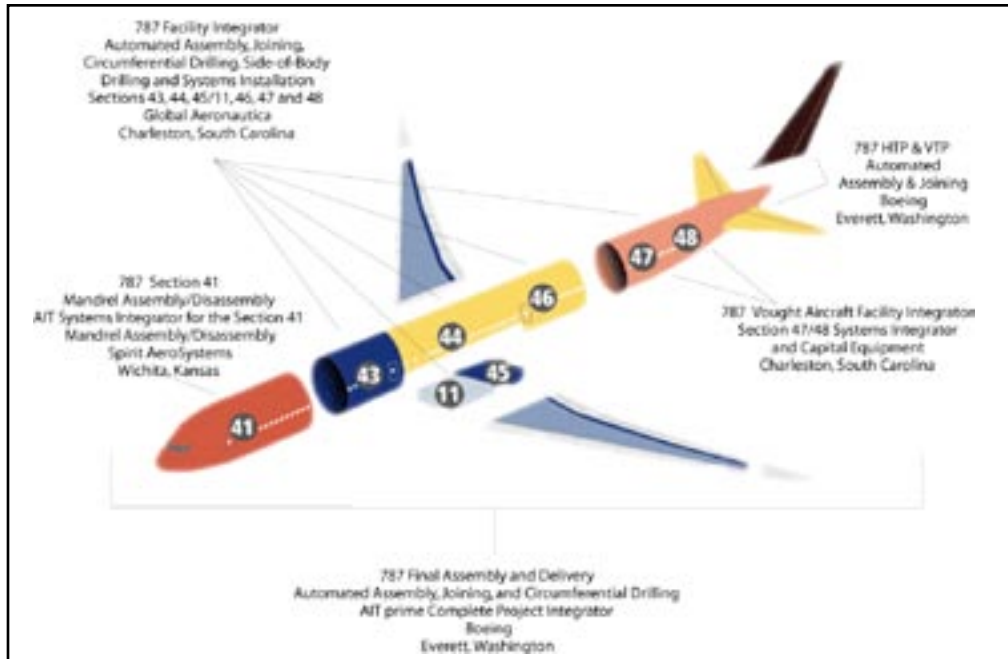 787 Facility Integrator
Automated Assembly, Joining,
Circumferential Drilling, Side-of-Body
Drilling and Systems Installation
Sections 43, 44, 45/11, 46, 47 and 48
Global Aeronautica
Charleston, South Carolina
787 HTP & VTP
Automated
Assembly & Joining
Boeing
Everett, Washington
787 Section 41
Mandrel Assembly/Disassembly
AIT Systems Integrator for the Section 41
Mandrel Assembly/Disassembly
Spirit AeroSystems
Wichita, Kansas
787 Vought Aircraft Facility Integrator
Section 47/48 Systems Integrator
and Capital Equipment
Charleston, South Carolina
47
48
46
44
43
45
11
41
787 Final Assembly and Delivery
Automated Assembly, Joining, and Circumferential Drilling
AIT prime Complete Project Integrator
Boeing
Everett, Washington